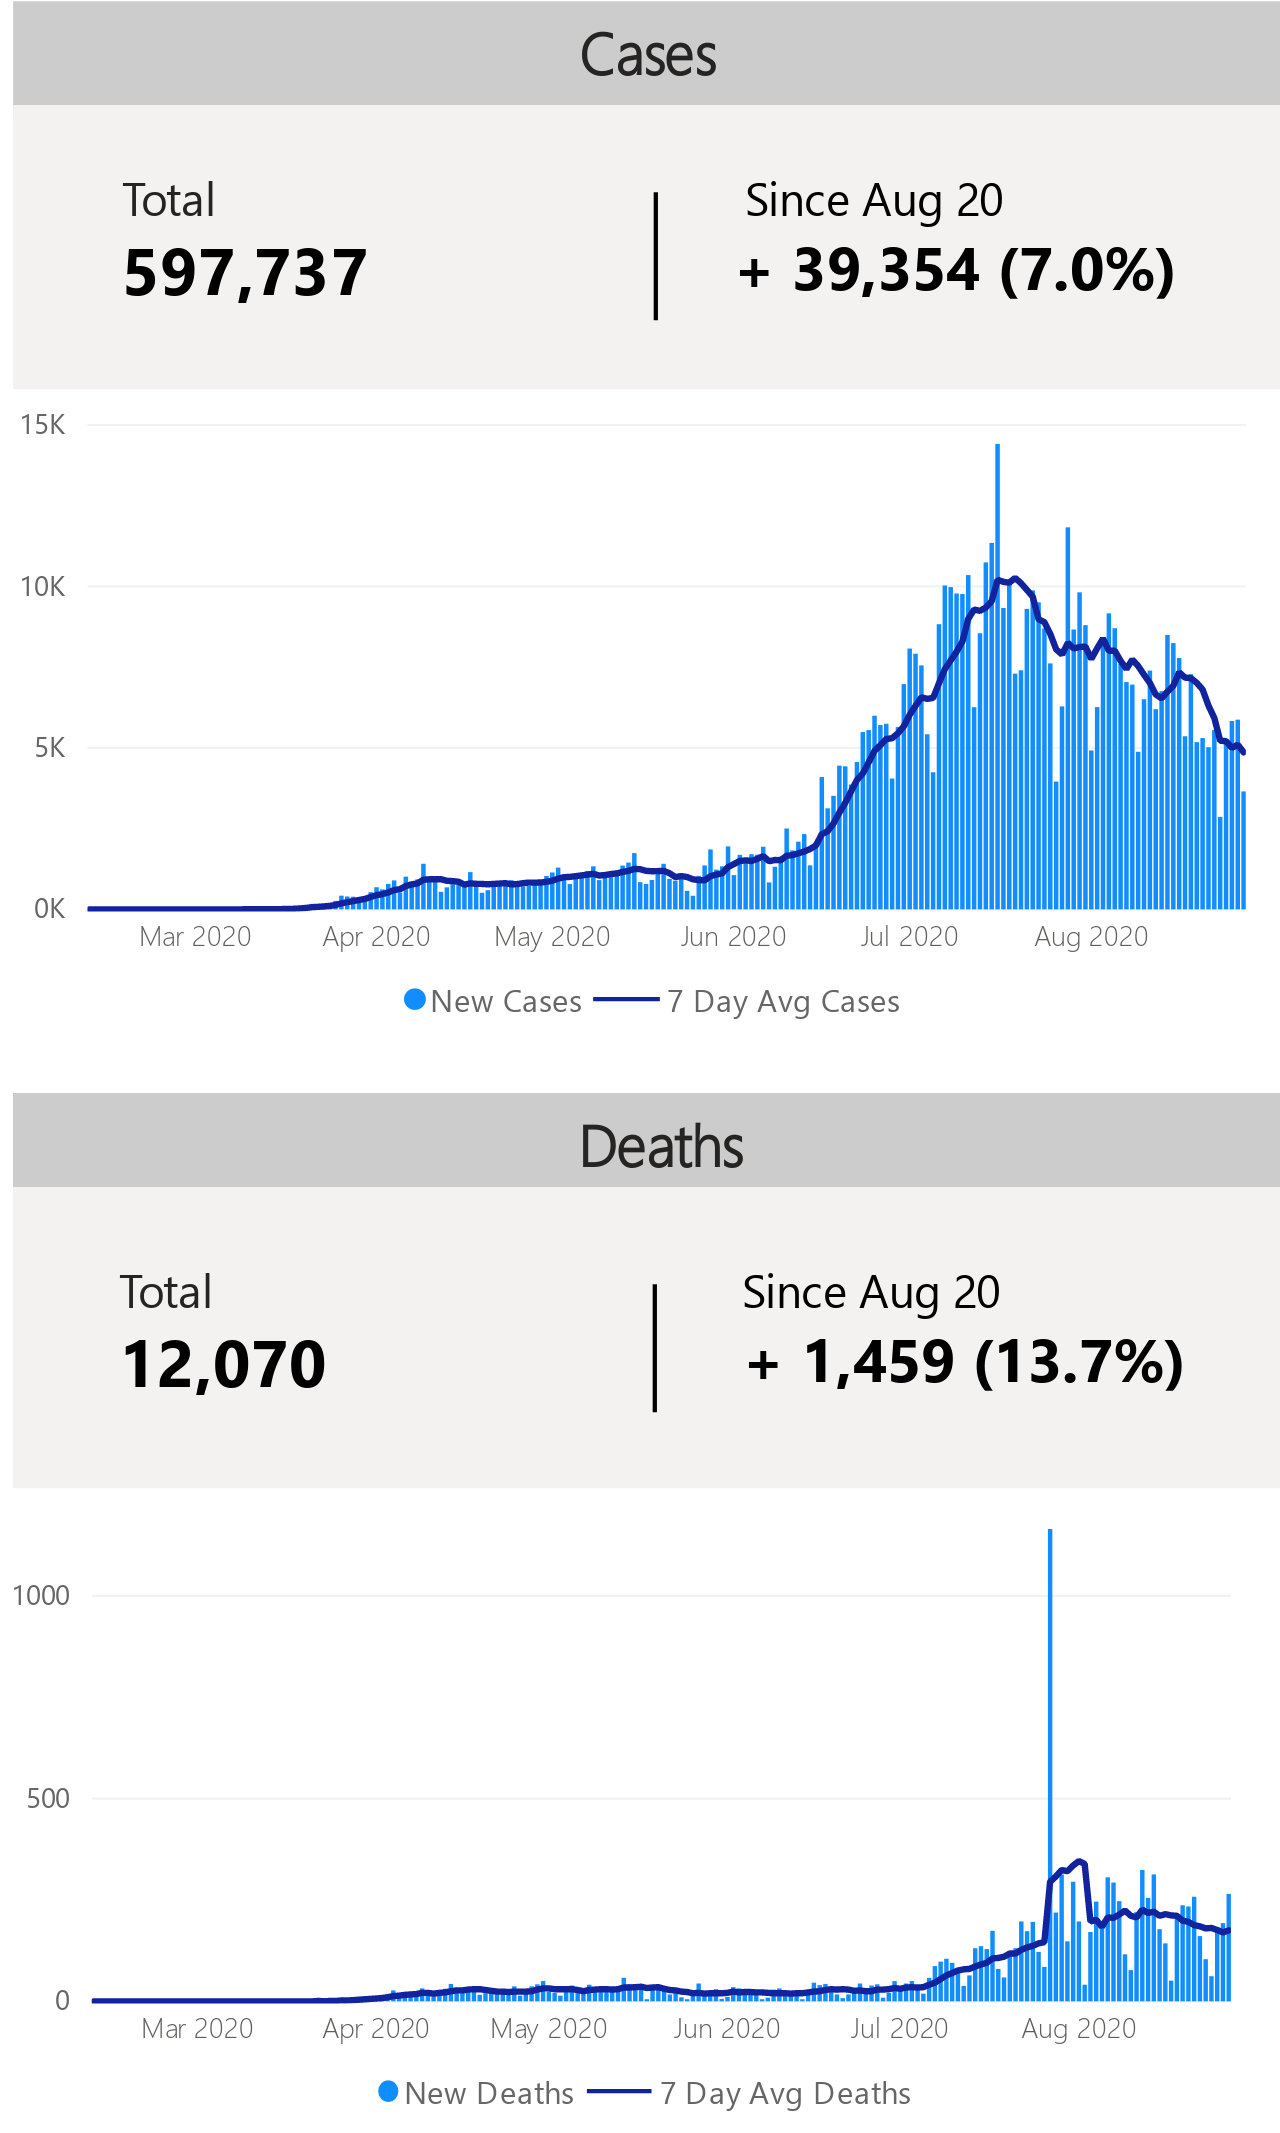 Cases
Total
Since Aug 20
597,737
+ 39,354 (7.0%)
15K
10K
5K
0K
Mar 2020 Apr 2020 May 2020 Jun 2020 Jul 2020 Aug 2020
New Cases 7 Day Avg Cases
Deaths
Total
Since Aug 20
12,070
+ 1,459 (13.7%)
1000
500
0
Mar 2020 Apr 2020 May 2020 Jun 2020 Jul 2020 Aug 2020
New Deaths 7 Day Avg Deaths